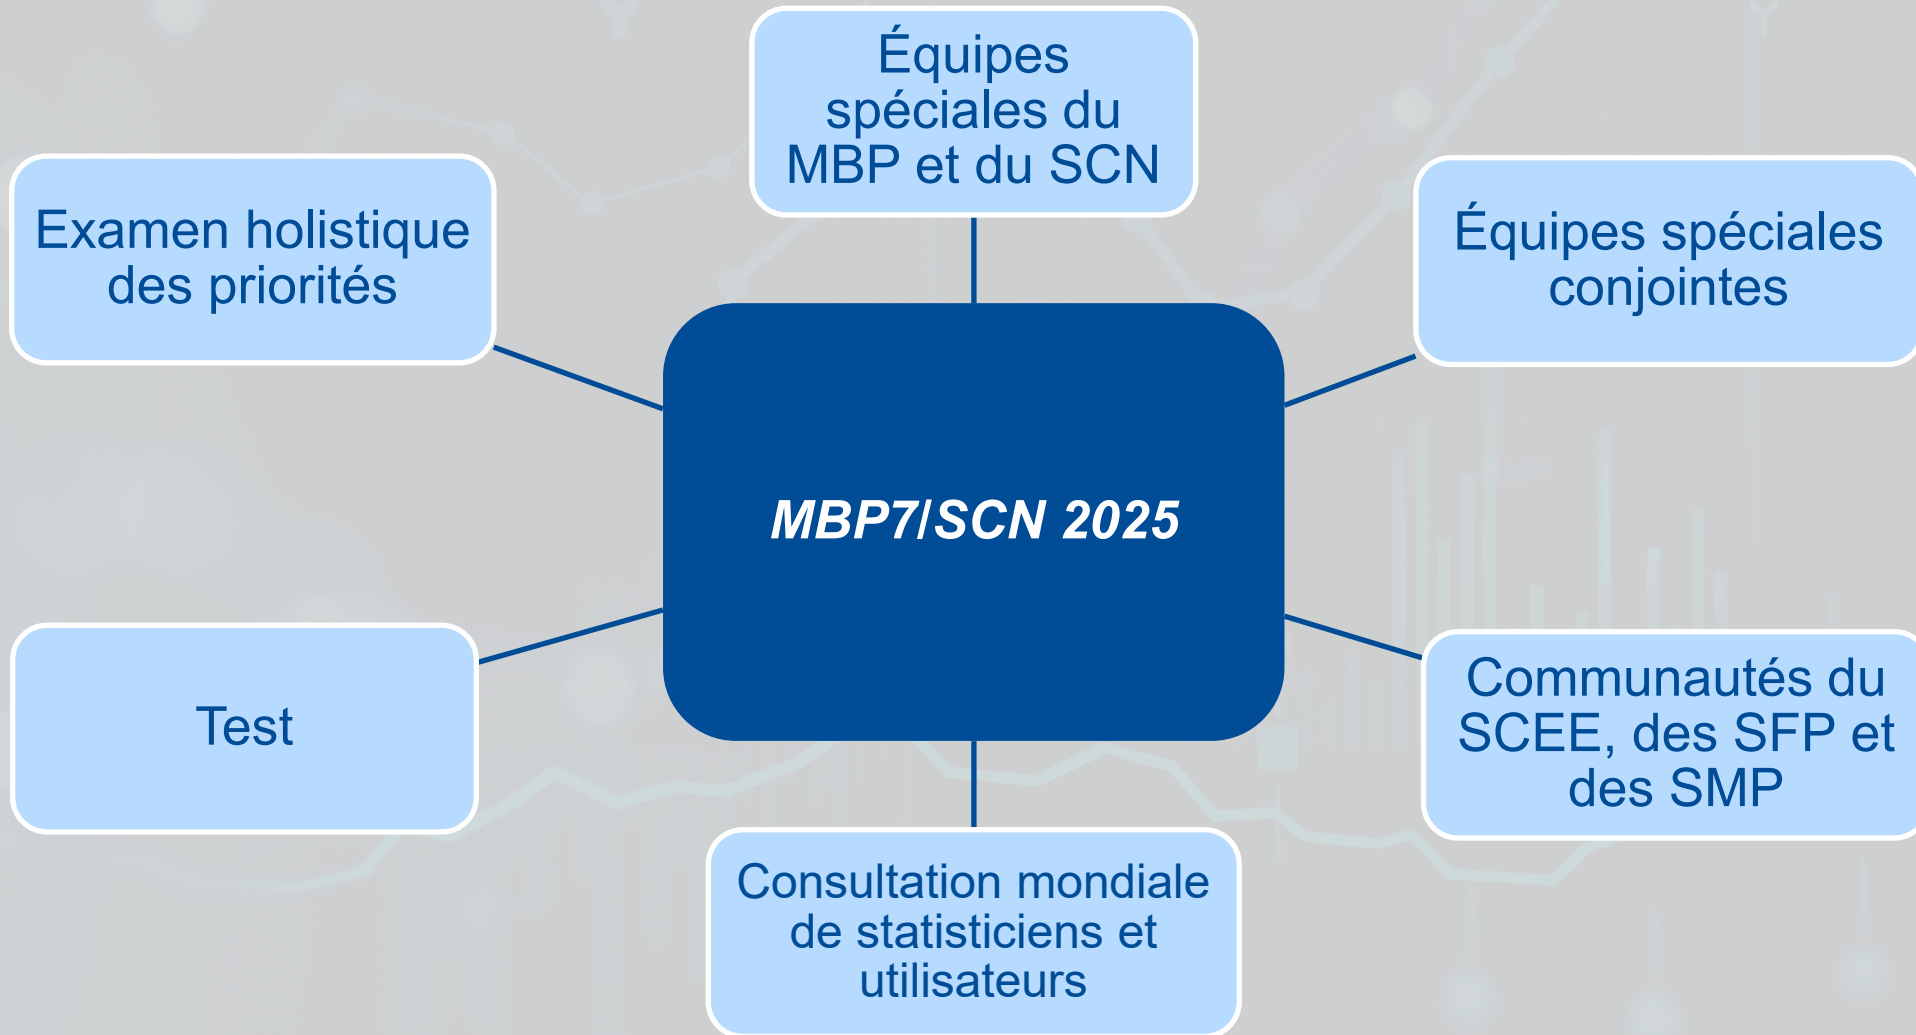 Équipes
spéciales du
MBP et du SCN
Examen holistique
des priorités
Équipes spéciales
conjointes
MBP7/SCN 2025
Test
Communautés du
SCEE, des SFP et
des SMP
Consultation mondiale
de statisticiens et
utilisateurs